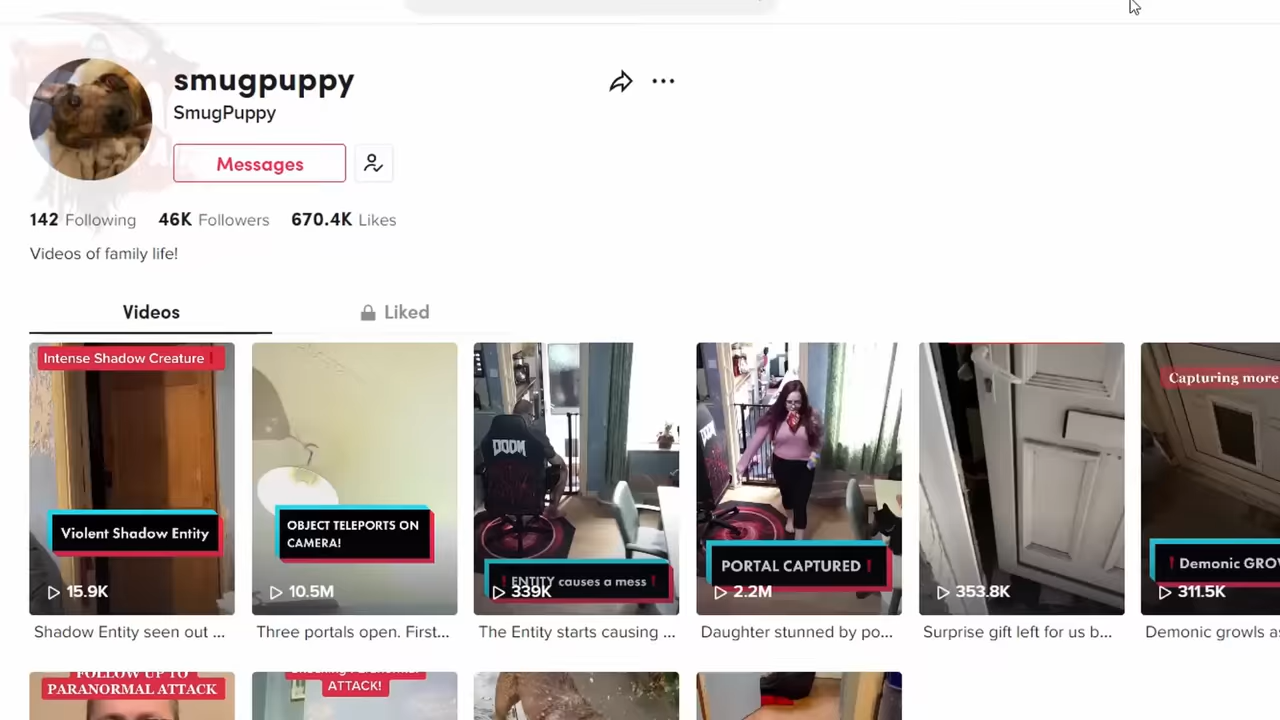 smugpuppy
SmugPuppy
Messages
142 Following 46K Followers 670.4K Likes
Videos of family life!
Videos
Liked
Intense Shadow Creature !
Violent Shadow Entity
15.9K
Shadow Entity seen out ...
OBJECT TELEPORTS ON
CAMERA!
10.5M
Three portals open. First...
DOOM
! ENTITY causes a mess !
339K
The Entity starts causing ...
DOOM
PORTAL CAPTURED !
2.2M
Daughter stunned by po...
353.8K
Surprise gift left for us b...
Capturing more
! Demonic GROW
311.5K
Demonic growls as
FOLLOW UP TO
PARANORMAL ATTACK
ATTACK!